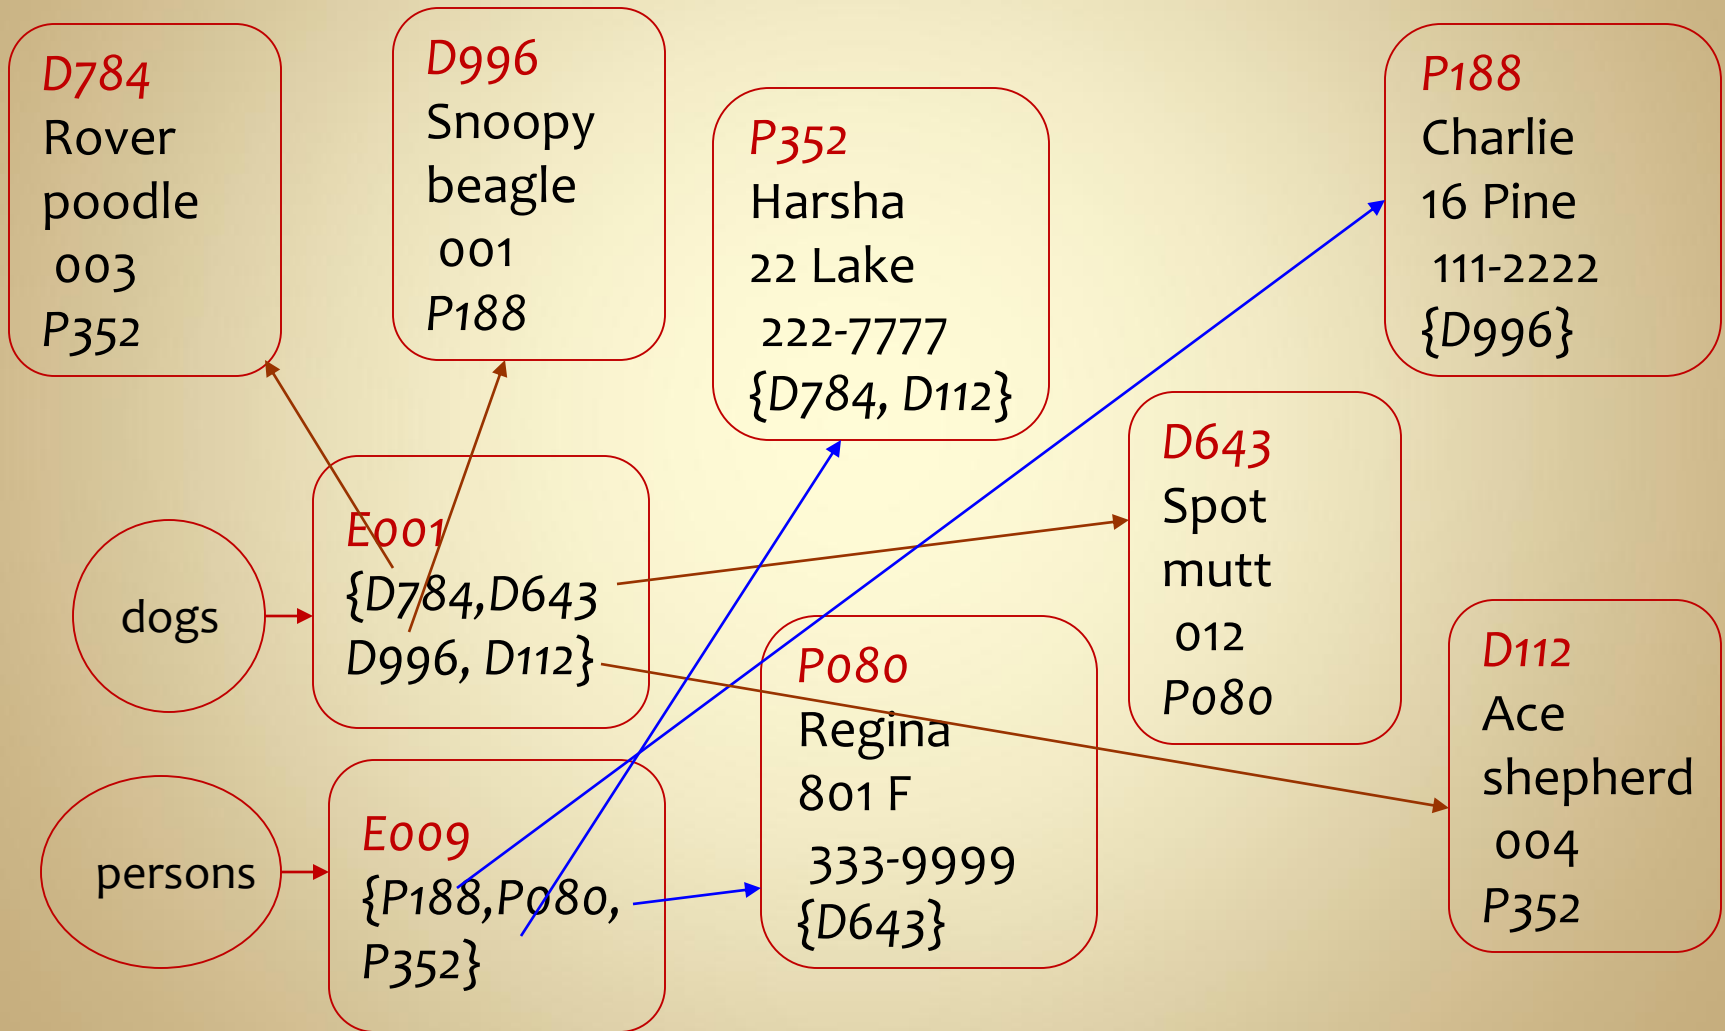 D784
Rover
poodle
003
P352
D996
Snoopy
beagle
001
P188
P352
Harsha
22 Lake
222-7777
{D784, D112}
P188
Charlie
16 Pine
111-2222
{D996}
dogs
E001
{D784,D643
D996, D112}
D643
Spot
mutt
012
P080
persons
E009
{P188,P080,
P352}
P080
Regina
801 F
333-9999
{D643}
D112
Ace
shepherd
004
P352